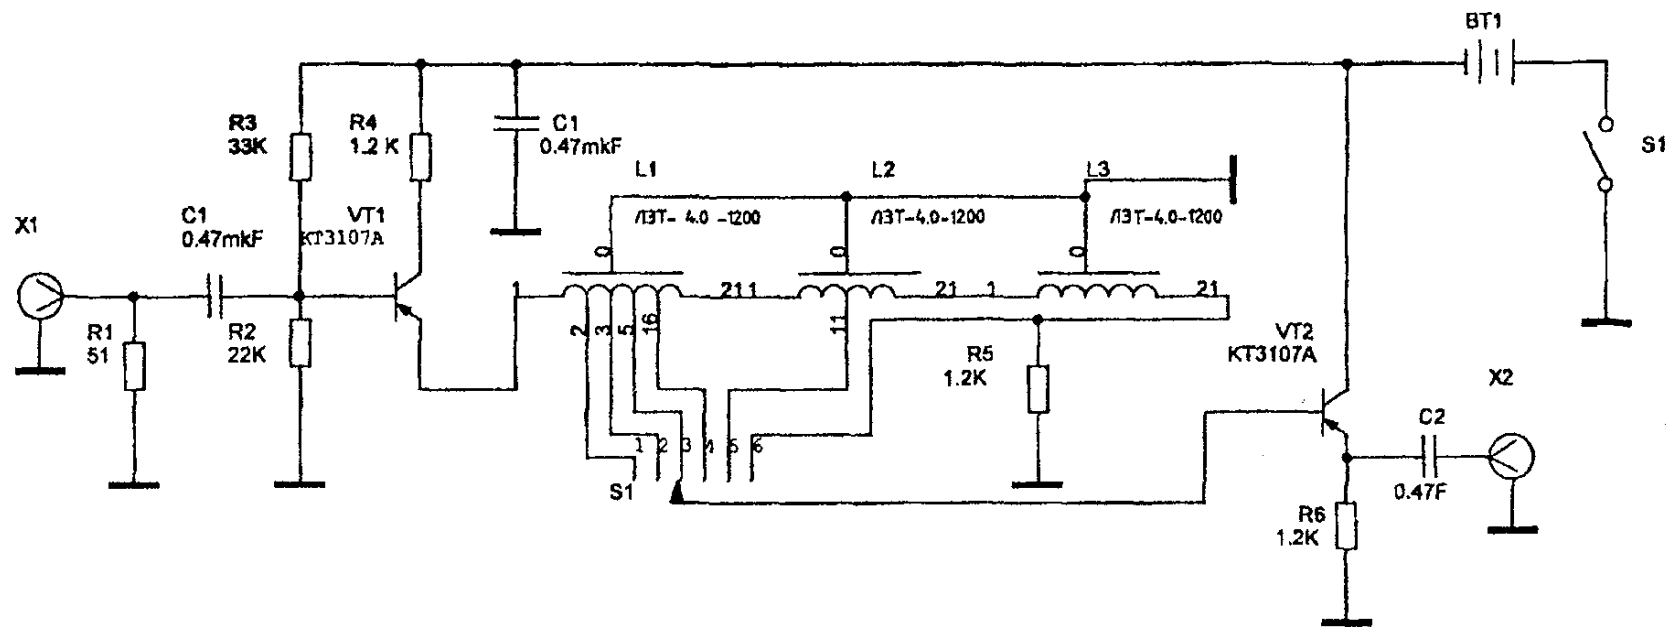 BT1
R3
33K
R4
1.2 K
C1
0.47mkF
S1
L1
L2
L3
ЛЗТ- 4.0 -1200
ЛЗТ-4.0-1200
ЛЗТ-4.0-1200
X1
C1
0.47mkF
VT1
KT3107A
0
0
0
1
21
1
21
1
21
2
3
5
16
11
R1
51
R2
22K
R5
1.2K
VT2
KT3107A
X2
1
2
3
4
5
6
S1
C2
0.47F
R6
1.2K